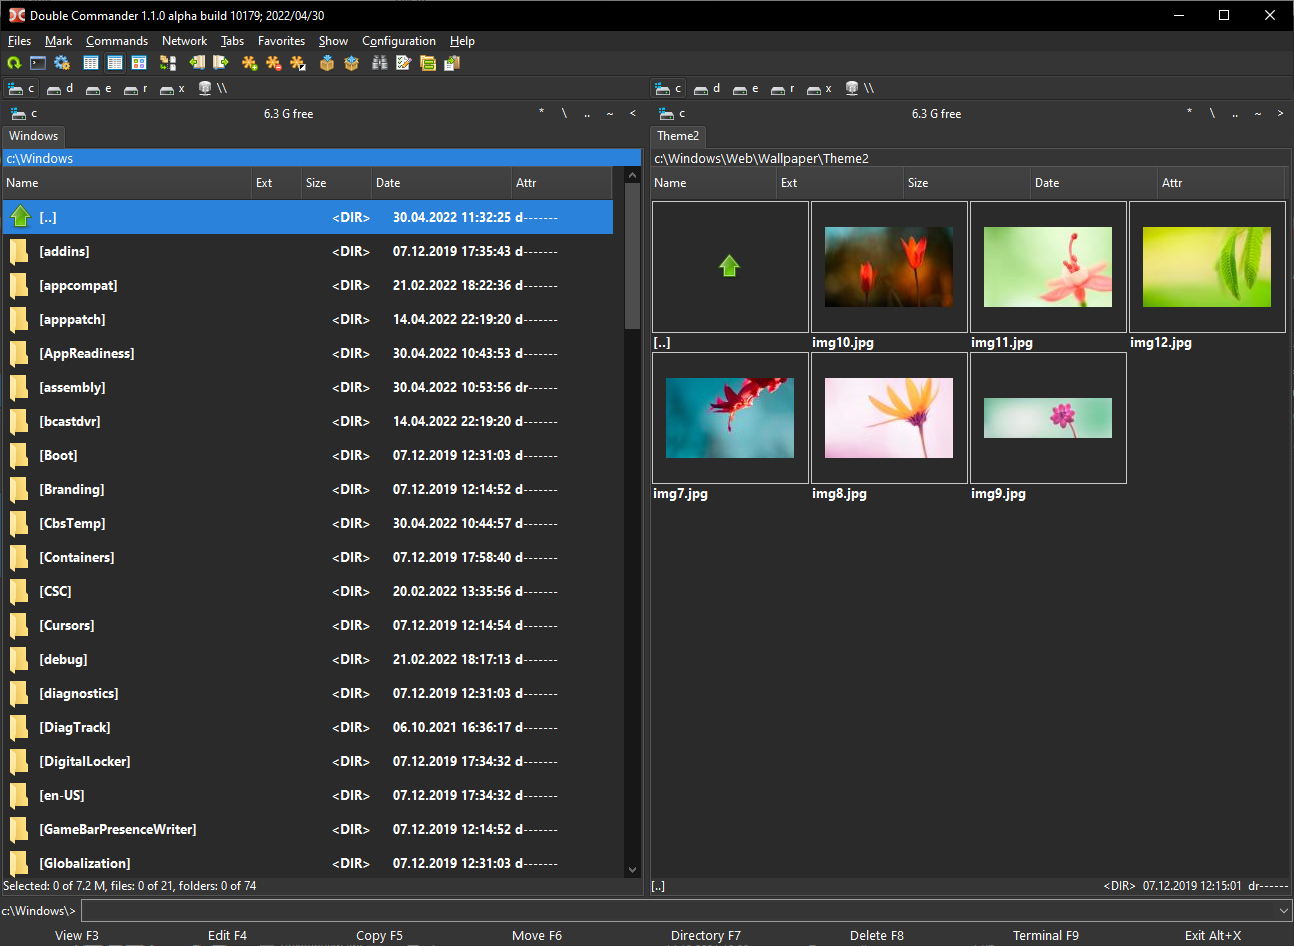 Double Commander 1.1.0 alpha build 10179; 2022/04/30
Files Mark Commands Network Tabs Favorites Show Configuration Help
c d e r x \\ c d e r x \\
c 6.3 G free * \ .. ~ < c 6.3 G free * \ .. ~ >
Windows Theme2
c:\Windows c:\Windows\Web\Wallpaper\Theme2
Name Ext Size Date Attr Name Ext Size Date Attr
[..] <DIR> 30.04.2022 11:32:25 d-------
[addins] <DIR> 07.12.2019 17:35:43 d-------
[appcompat] <DIR> 21.02.2022 18:22:36 d-------
[apppatch] <DIR> 14.04.2022 22:19:20 d-------
[AppReadiness] <DIR> 30.04.2022 10:43:53 d-------
[assembly] <DIR> 30.04.2022 10:53:56 dr------
[bcastdvr] <DIR> 14.04.2022 22:19:20 d-------
[Boot] <DIR> 07.12.2019 12:31:03 d-------
[Branding] <DIR> 07.12.2019 12:14:52 d-------
[CbsTemp] <DIR> 30.04.2022 10:44:57 d-------
[Containers] <DIR> 07.12.2019 17:58:40 d-------
[CSC] <DIR> 20.02.2022 13:35:56 d-------
[Cursors] <DIR> 07.12.2019 12:14:54 d-------
[debug] <DIR> 21.02.2022 18:17:13 d-------
[diagnostics] <DIR> 07.12.2019 12:31:03 d-------
[DiagTrack] <DIR> 06.10.2021 16:36:17 d-------
[DigitalLocker] <DIR> 07.12.2019 17:34:32 d-------
[en-US] <DIR> 07.12.2019 17:34:32 d-------
[GameBarPresenceWriter] <DIR> 07.12.2019 12:14:52 d-------
[Globalization] <DIR> 07.12.2019 12:31:03 d-------
Selected: 0 of 7.2 M, files: 0 of 21, folders: 0 of 74
[..] img10.jpg img11.jpg img12.jpg
img7.jpg img8.jpg img9.jpg
[..] <DIR> 07.12.2019 12:15:01 dr------
c:\Windows\>
View F3 Edit F4 Copy F5 Move F6 Directory F7 Delete F8 Terminal F9 Exit Alt+X